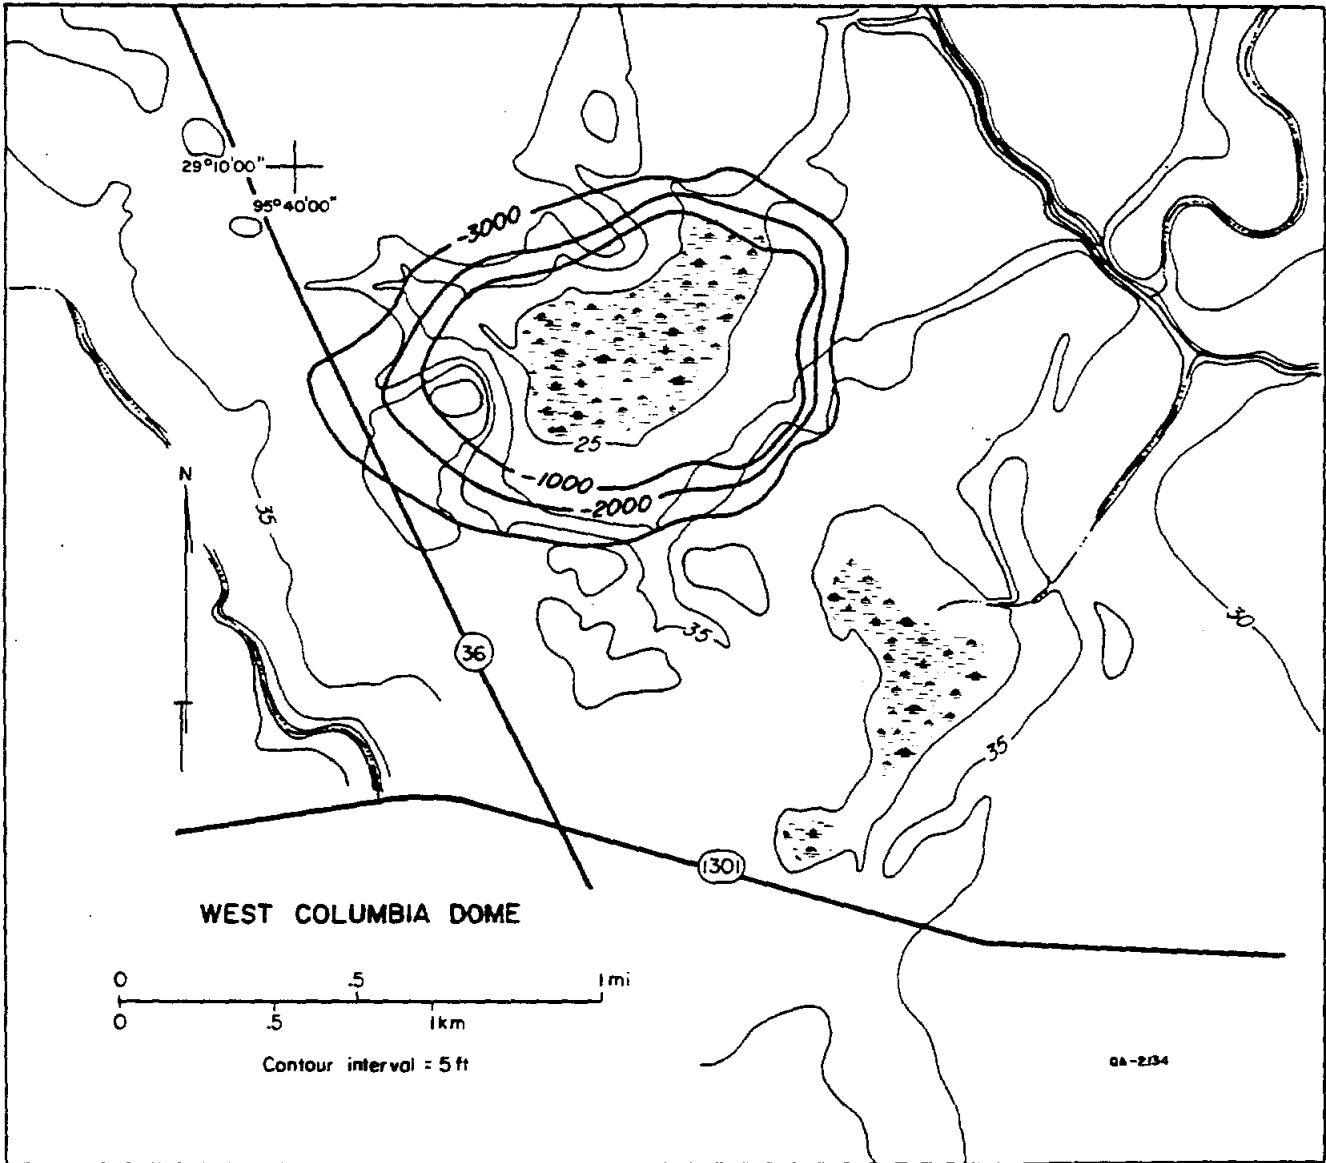 29°10'00"
95°40'00"
-3000
25
-1000
-2000
N
35
35
30
36
35
1301
WEST COLUMBIA DOME
0 .5 1 mi
0 .5 1 km
Contour interval = 5 ft
QA-2134